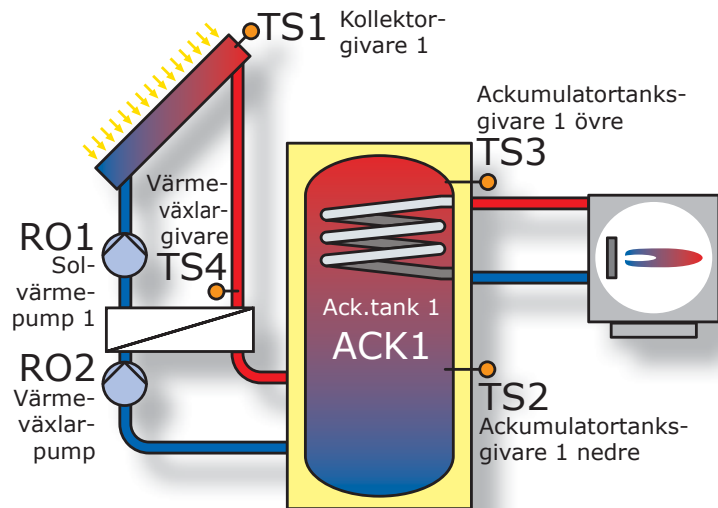 TS1
Kollektor-
givare 1
Ackumulatortanks-
givare 1 övre
TS3
Värme-
växlar-
givare
TS4
RO1
Sol-
värme-
pump 1
Ack.tank 1
ACK1
RO2
Värme-
växlar-
pump
TS2
Ackumulatortanks-
givare 1 nedre